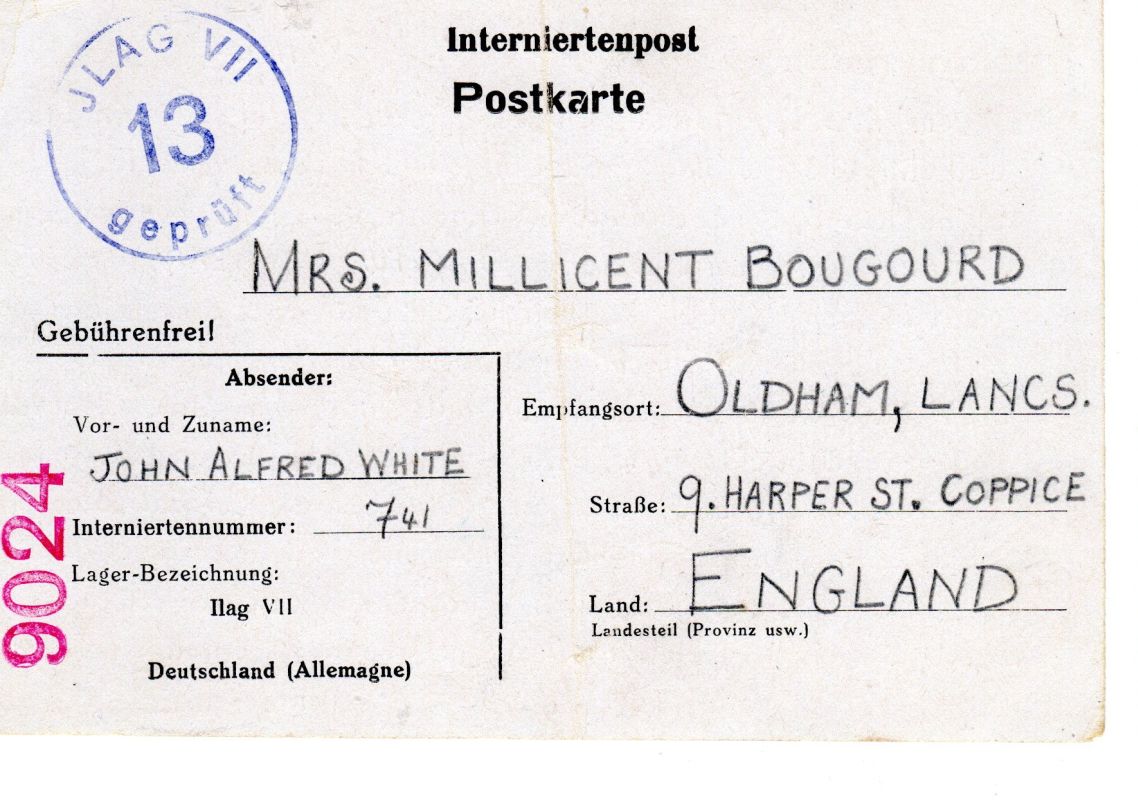 JLAG VII
13
geprüft
Interniertenpost
Postkarte
MRS. MILLICENT BOUGOURD
Gebührenfrei!
Absender:
Vor- und Zuname:
JOHN ALFRED WHITE
Interniertennummer: 741
Lager-Bezeichnung:
Ilag VII
Deutschland (Allemagne)
9024
Empfangsort: OLDHAM, LANCS.
Straße: 9. HARPER ST. COPPICE
Land: ENGLAND
Landesteil (Provinz usw.)